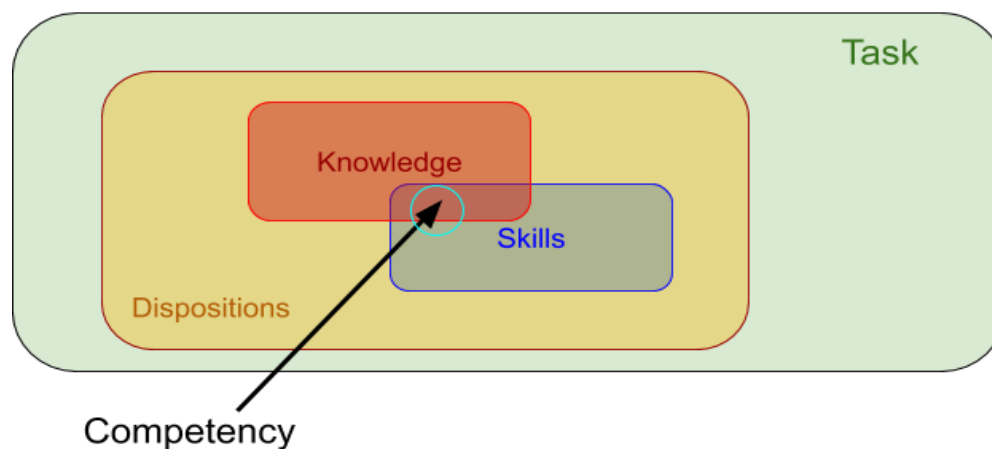 Task
Knowledge
Skills
Dispositions
Competency